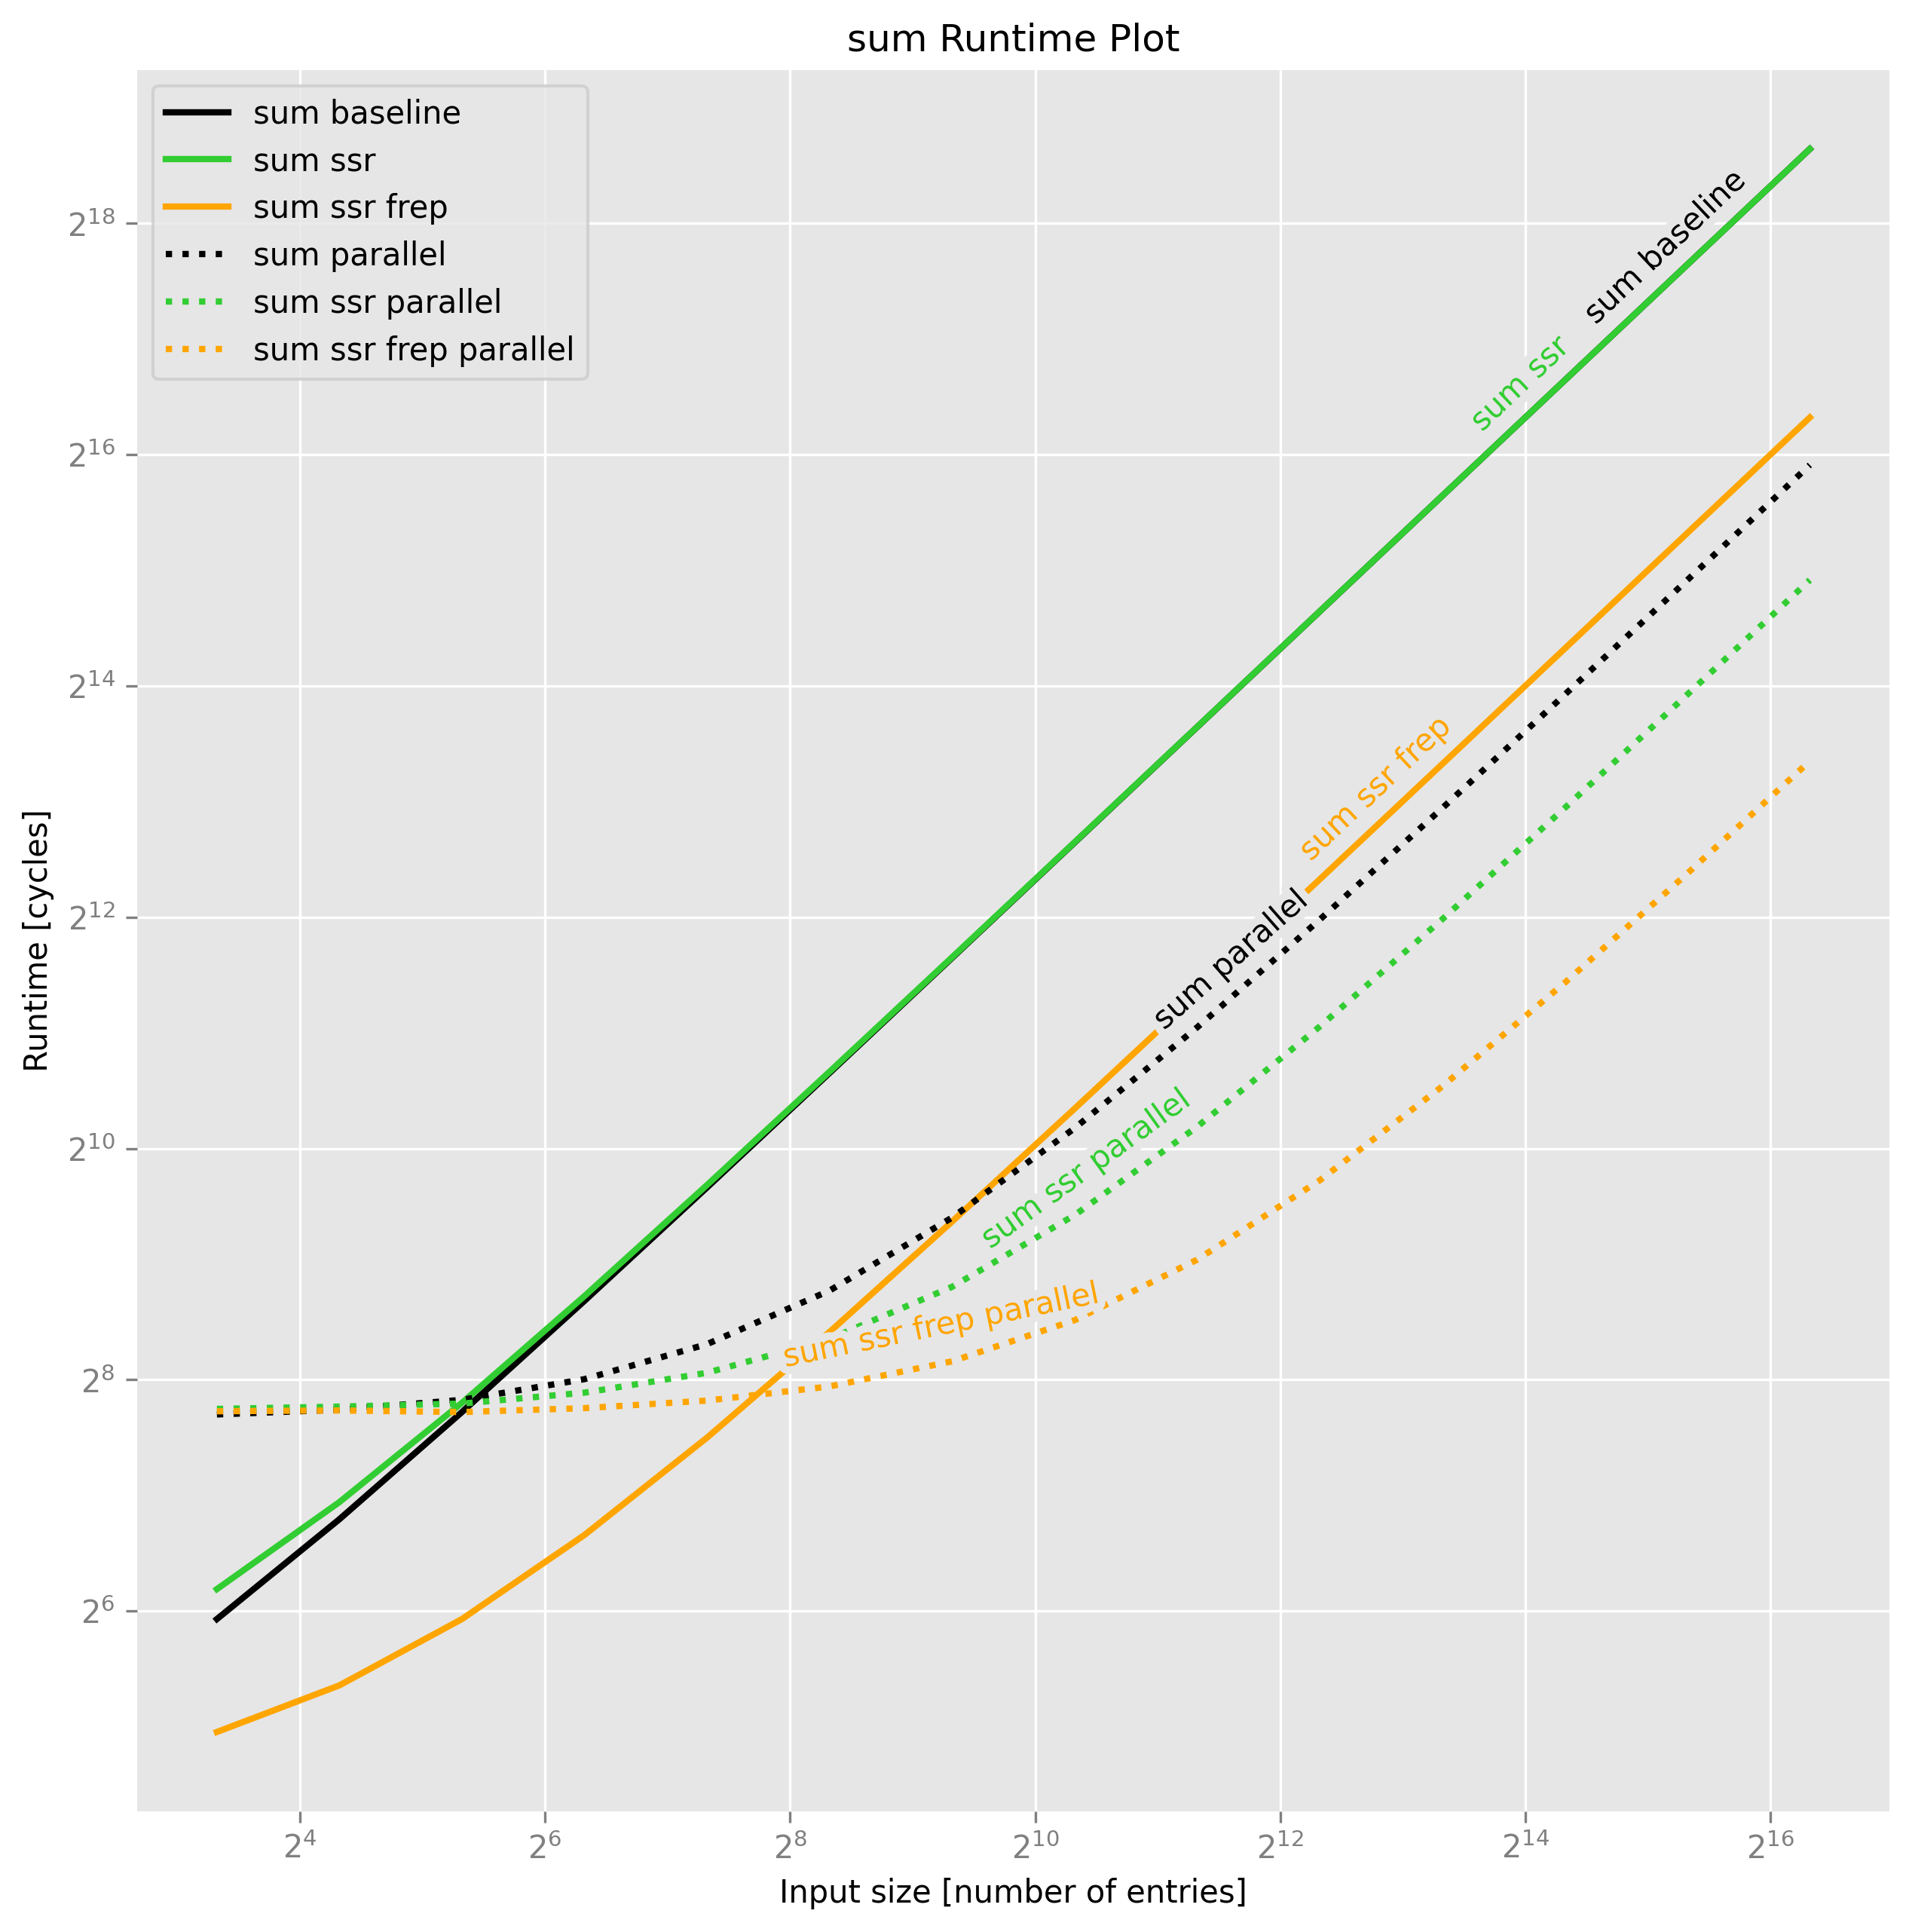 sum Runtime Plot
sum baseline
sum ssr
sum ssr frep
sum parallel
sum ssr parallel
sum ssr frep parallel
sum baseline
sum ssr
sum ssr frep
sum parallel
sum ssr parallel
sum ssr frep parallel
2^18
2^16
2^14
2^12
2^10
2^8
2^6
Runtime [cycles]
2^4 2^6 2^8 2^10 2^12 2^14 2^16
Input size [number of entries]